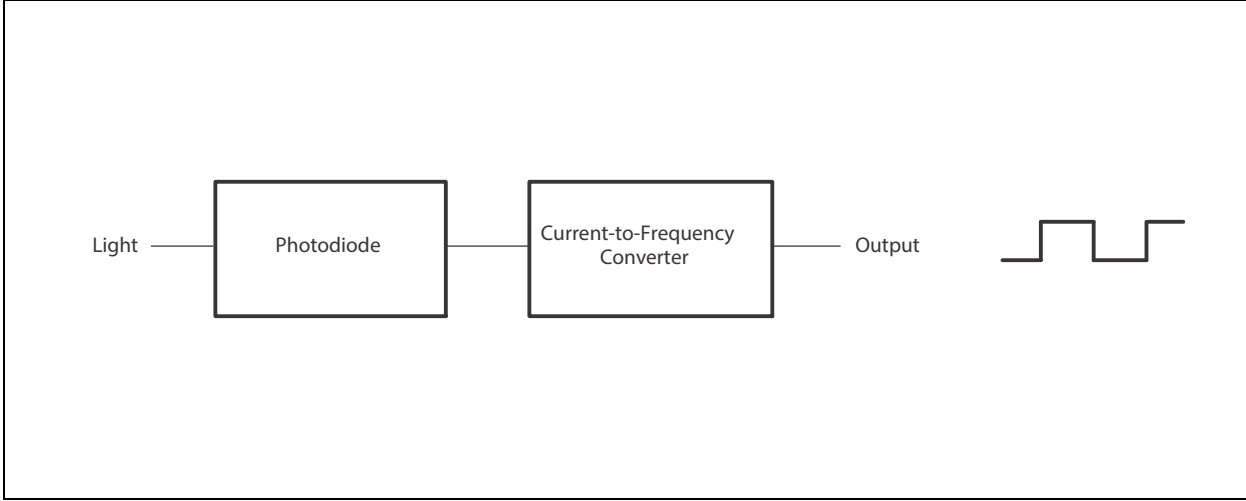 Light
Photodiode
Current-to-Frequency
Converter
Output